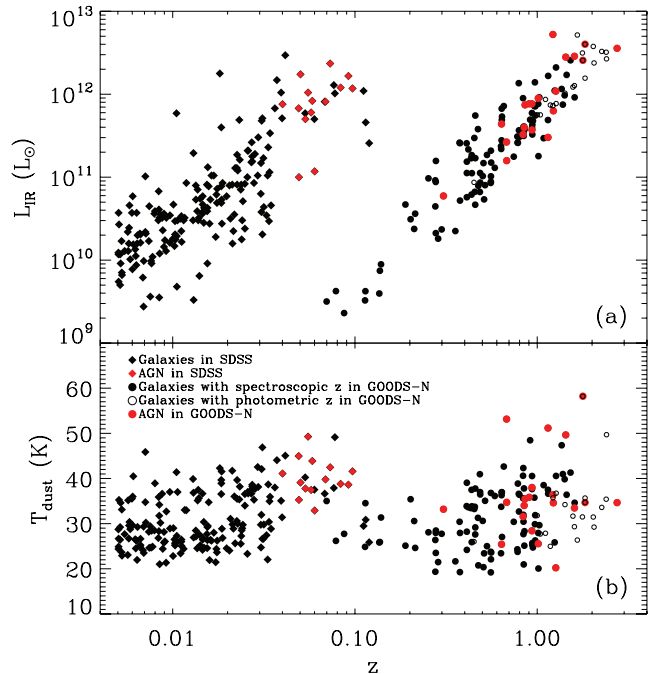 10^13
10^12
10^11
10^10
10^9
L_IR (L_⊙)
(a)
Galaxies in SDSS
AGN in SDSS
Galaxies with spectroscopic z in GOODS-N
Galaxies with photometric z in GOODS-N
AGN in GOODS-N
60
50
40
30
20
10
T_dust (K)
(b)
0.01 0.10 1.00
z